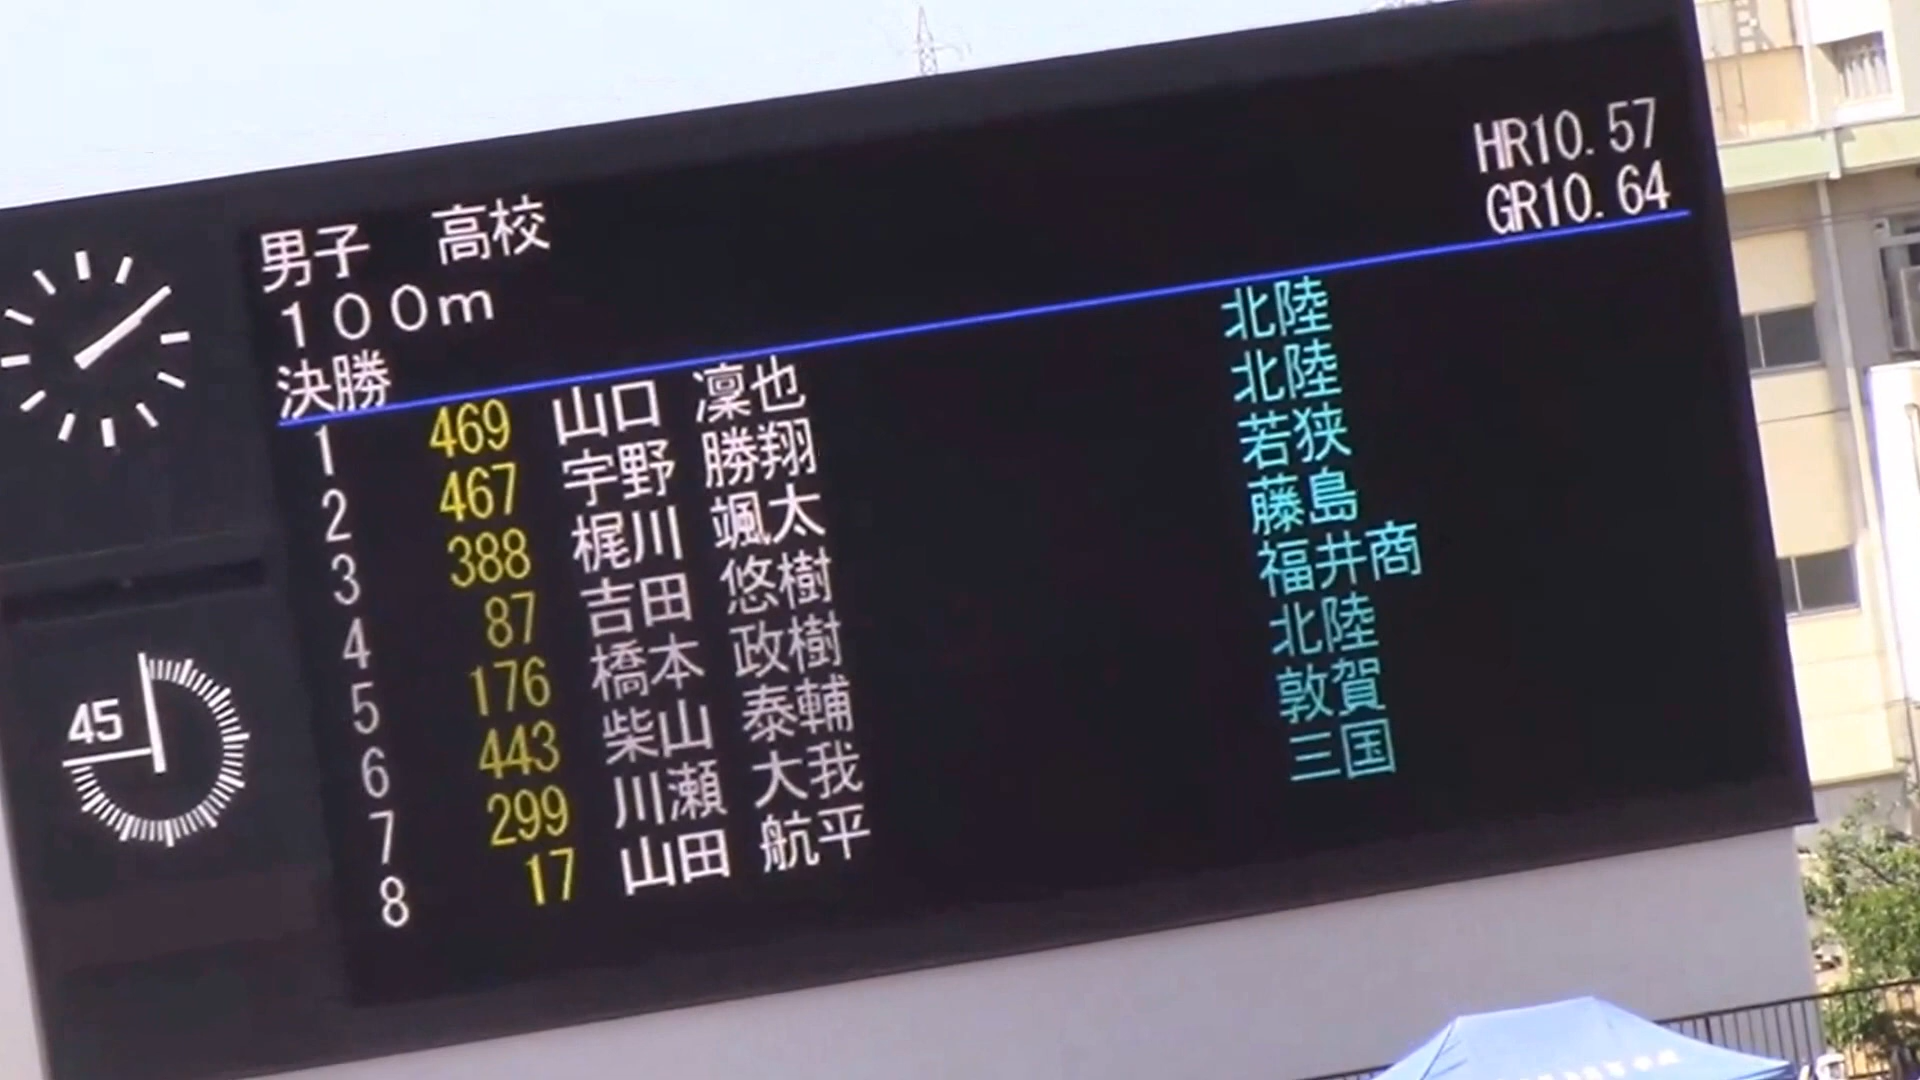 HR10.57
男子 高校 GR10.64
100m
決勝
1 469 山口 凜也 北陸
2 467 宇野 勝翔 北陸
3 388 梶川 颯太 若狭
4 87 吉田 悠樹 藤島
5 176 橋本 政樹 福井商
6 443 柴山 泰輔 北陸
7 299 川瀬 大我 敦賀
8 17 山田 航平 三国
45